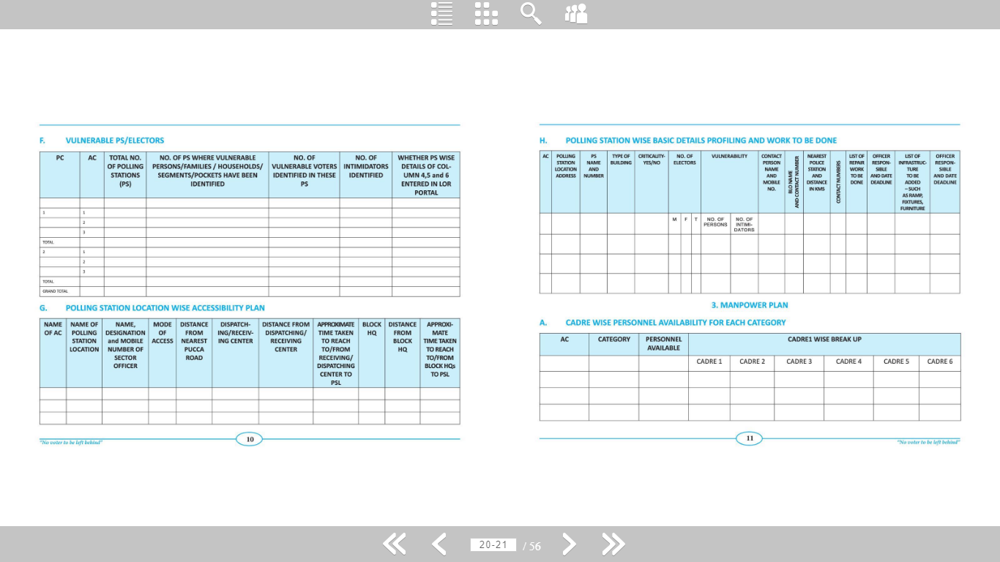 F. VULNERABLE PS/ELECTORS
PC
AC
TOTAL NO.
OF POLLING
STATIONS
(PS)
NO. OF PS WHERE VULNERABLE
PERSONS/FAMILIES / HOUSEHOLDS/
SEGMENTS/POCKETS HAVE BEEN
IDENTIFIED
NO. OF
VULNERABLE VOTERS
IDENTIFIED IN THESE
PS
NO. OF
INTIMIDATORS
IDENTIFIED
WHETHER PS WISE
DETAILS OF COL-
UMN 4,5 and 6
ENTERED IN LOR
PORTAL
1 1
2
3
TOTAL
2 1
2
3
TOTAL
GRAND TOTAL
G. POLLING STATION LOCATION WISE ACCESSIBILITY PLAN
NAME
OF AC
NAME OF
POLLING
STATION
LOCATION
NAME,
DESIGNATION
and MOBILE
NUMBER OF
SECTOR
OFFICER
MODE
OF
ACCESS
DISTANCE
FROM
NEAREST
PUCCA
ROAD
DISPATCH-
ING/RECEIV-
ING CENTER
DISTANCE FROM
DISPATCHING/
RECEIVING
CENTER
APPROXIMATE
TIME TAKEN
TO REACH
TO/FROM
RECEIVING/
DISPATCHING
CENTER TO
PSL
BLOCK
HQ
DISTANCE
FROM
BLOCK
HQ
APPROXI-
MATE
TIME TAKEN
TO REACH
TO/FROM
BLOCK HQs
TO PSL
10
"No voter to be left behind"
H. POLLING STATION WISE BASIC DETAILS PROFILING AND WORK TO BE DONE
AC
POLLING
STATION
LOCATION
ADDRESS
PS
NAME
AND
NUMBER
TYPE OF
BUILDING
CRITICALITY-
YES/NO
NO. OF
ELECTORS
VULNERABILITY
CONTACT
PERSON
NAME
AND
MOBILE
NO.
BLO NAME
AND CONTACT NUMBER
NEAREST
POLICE
STATION
AND
DISTANCE
IN KMS
CONTACT NUMBERS
LIST OF
REPAIR
WORK
TO BE
DONE
OFFICER
RESPON-
SIBLE
AND DATE
DEADLINE
LIST OF
INFRASTRUC-
TURE
TO BE
ADDED
– SUCH
AS RAMP,
FIXTURES,
FURNITURE
OFFICER
RESPON-
SIBLE
AND DATE
DEADLINE
M F T
NO. OF
PERSONS
NO. OF
INTIMI-
DATORS
3. MANPOWER PLAN
A. CADRE WISE PERSONNEL AVAILABILITY FOR EACH CATEGORY
AC
CATEGORY
PERSONNEL
AVAILABLE
CADRE1 WISE BREAK UP
CADRE 1 CADRE 2 CADRE 3 CADRE 4 CADRE 5 CADRE 6
11
"No voter to be left behind"
20-21 / 56